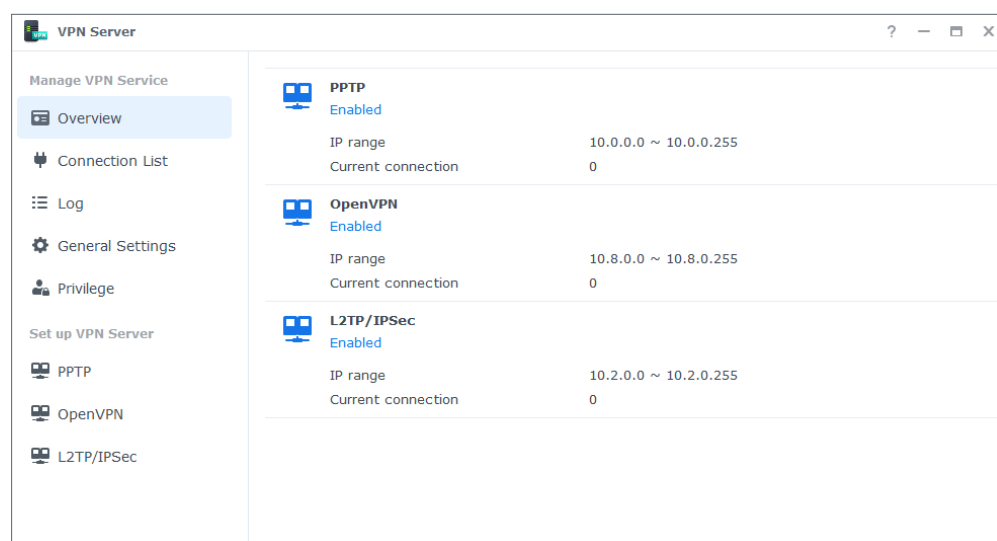 VPN Server
?
Manage VPN Service
Overview
Connection List
Log
General Settings
Privilege
Set up VPN Server
PPTP
OpenVPN
L2TP/IPSec
PPTP
Enabled
IP range 10.0.0.0 ~ 10.0.0.255
Current connection 0
OpenVPN
Enabled
IP range 10.8.0.0 ~ 10.8.0.255
Current connection 0
L2TP/IPSec
Enabled
IP range 10.2.0.0 ~ 10.2.0.255
Current connection 0